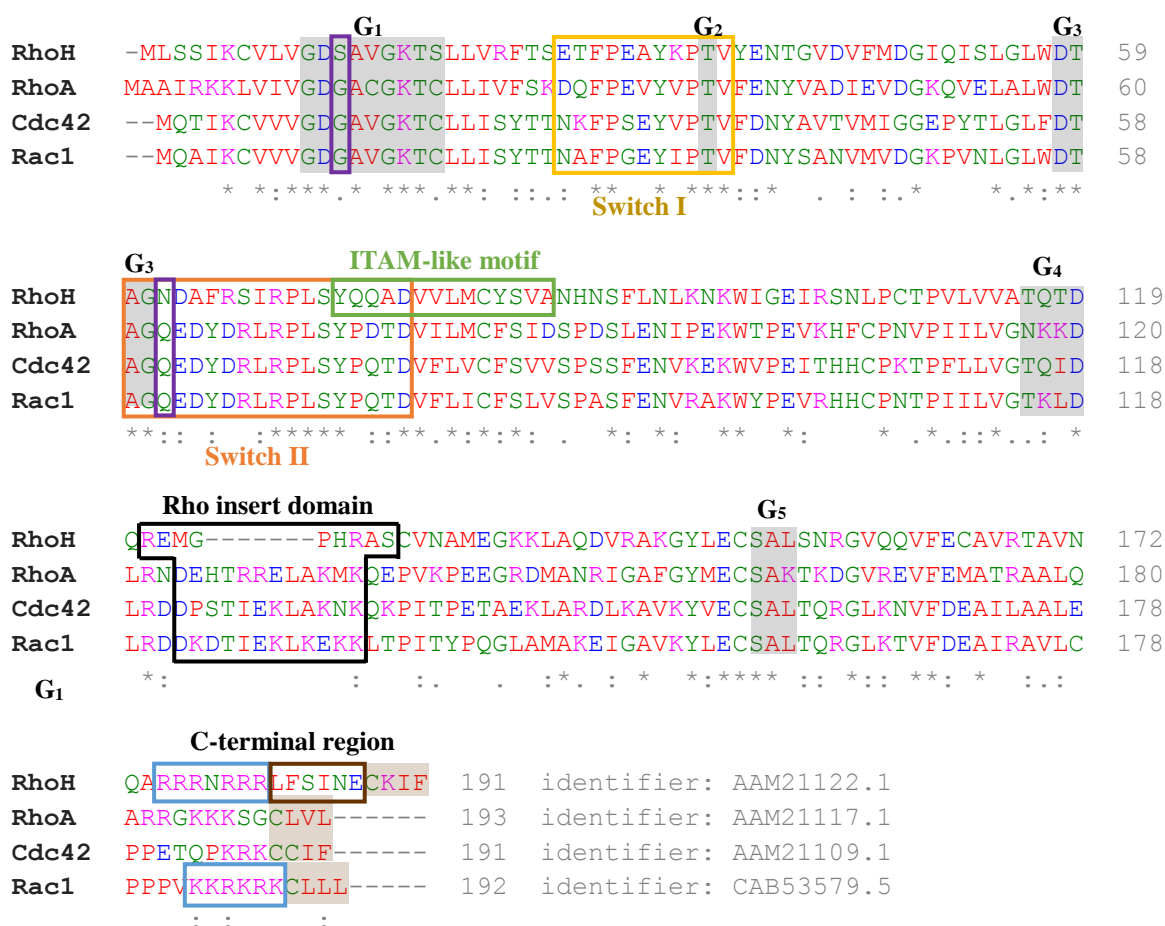 G1 G2 G3
RhoH -MLSSIKCVLVGDSAVGKTSLLVRFTSETFPEAYKPTVYENTGVDVFMDGIQISLGLWDT 59
RhoA MAAIRKKLVIVGDGACGKTCLLIVFSKDQFPEVYVPTVFENYVADIEVDGKQVELALWDT 60
Cdc42 --MQTIKCVVVGDGAVGKTCLLISYTTNKFPSEYVPTVFDNYAVTVMIGGEPYTLGLFDT 58
Rac1 --MQAIKCVVVGDGAVGKTCLLISYTTNAFPGEYIPTVFDNYSANVMVDGKPVNLGLWDT 58
* *:***.* ***.**: ::.: ** * ***::* . : :.* *.*:**
Switch I
G3 ITAM-like motif G4
RhoH AGNDAFRSIRPLSYQQADVVLMCYSVANHNSFLNLKNKWIGEIRSNLPCTPVLVVATQTD 119
RhoA AGQEDYDRLRPLSYPDTDVILMCFSIDSPDSLENIPEKWTPEVKHFCPNVPIILVGNKKD 120
Cdc42 AGQEDYDRLRPLSYPQTDVFLVCFSVVSPSSFENVKEKWVPEITHHCPKTPFLLVGTQID 118
Rac1 AGQEDYDRLRPLSYPQTDVFLICFSLVSPASFENVRAKWYPEVRHHCPNTPIILVGTKLD 118
**:: : :***** ::**.*:*:*: . *: *: ** *: * *.::*..: *
Switch II
Rho insert domain G5
RhoH QREMG-------PHRASCVNAMEGKKLAQDVRAKGYLECSALSNRGVQQVFECAVRTAVN 172
RhoA LRNDEHTRRELAKMKQEPVKPEEGRDMANRIGAFGYMECSAKTKDGVREVFEMATRAALQ 180
Cdc42 LRDDPSTIEKLAKNKQKPITPETAEKLARDLKAVKYVECSALTQRGLKNVFDEAILAALE 178
Rac1 LRDDKDTIEKLKEKKLTPITYPQGLAMAKEIGAVKYLECSALTQRGLKTVFDEAIRAVLC 178
*: : :. . :*. : * *:**** :: *:: **: * :.:
G1
C-terminal region
RhoH QARRRNRRRLFSINECKIF 191 identifier: AAM21122.1
RhoA ARRGKKKSGCLVL------ 193 identifier: AAM21117.1
Cdc42 PPETQPKRKCCIF------ 191 identifier: AAM21109.1
Rac1 PPPVKKRKRKCLLL----- 192 identifier: CAB53579.5
: : :